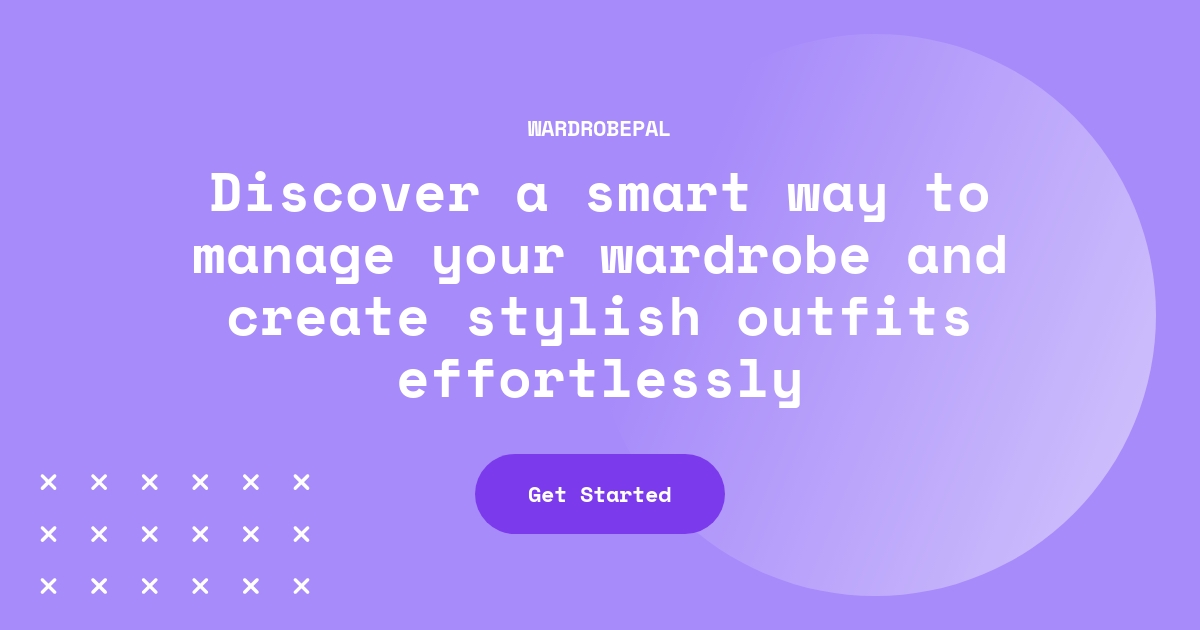 WARDROBEPAL
Discover a smart way to
manage your wardrobe and
create stylish outfits
effortlessly
Get Started